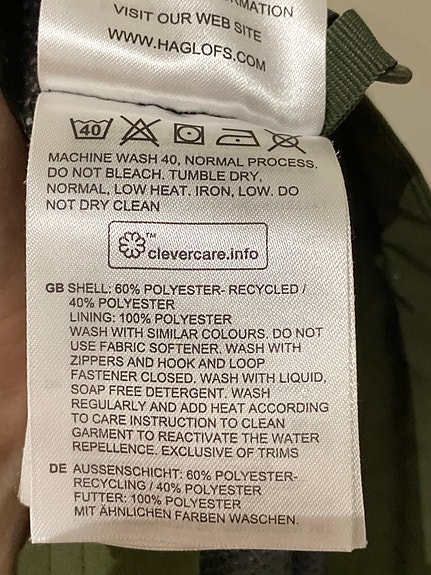 VISIT OUR WEB SITE
WWW.HAGLOFS.COM
40
MACHINE WASH 40, NORMAL PROCESS.
DO NOT BLEACH. TUMBLE DRY,
NORMAL, LOW HEAT. IRON, LOW. DO
NOT DRY CLEAN
™
clevercare.info
GB SHELL: 60% POLYESTER- RECYCLED /
40% POLYESTER
LINING: 100% POLYESTER
WASH WITH SIMILAR COLOURS. DO NOT
USE FABRIC SOFTENER. WASH WITH
ZIPPERS AND HOOK AND LOOP
FASTENER CLOSED. WASH WITH LIQUID,
SOAP FREE DETERGENT. WASH
REGULARLY AND ADD HEAT ACCORDING
TO CARE INSTRUCTION TO CLEAN
GARMENT TO REACTIVATE THE WATER
REPELLENCE. EXCLUSIVE OF TRIMS
DE AUSSENSCHICHT: 60% POLYESTER-
RECYCLING / 40% POLYESTER
FUTTER: 100% POLYESTER
MIT ÄHNLICHEN FARBEN WASCHEN.